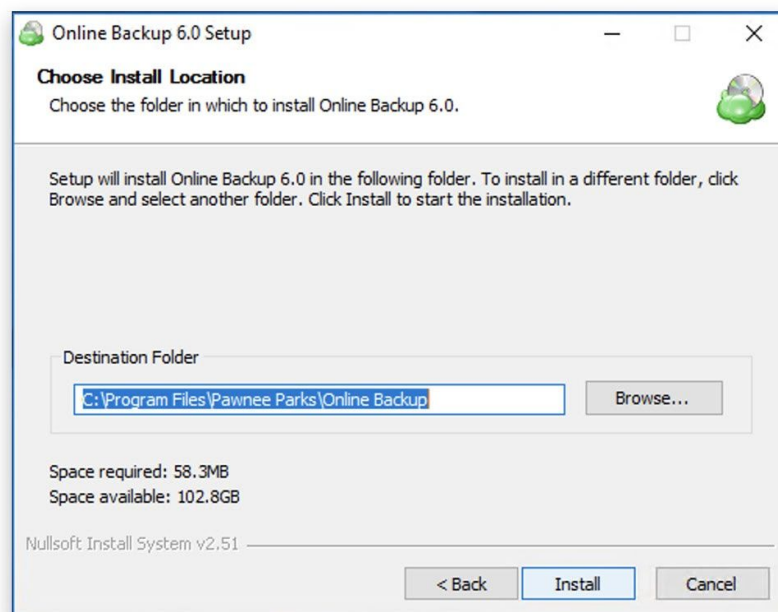 Online Backup 6.0 Setup
Choose Install Location
Choose the folder in which to install Online Backup 6.0.
Setup will install Online Backup 6.0 in the following folder. To install in a different folder, click
Browse and select another folder. Click Install to start the installation.
Destination Folder
C:\Program Files\Pawnee Parks\Online Backup
Browse...
Space required: 58.3MB
Space available: 102.8GB
Nullsoft Install System v2.51
< Back Install Cancel